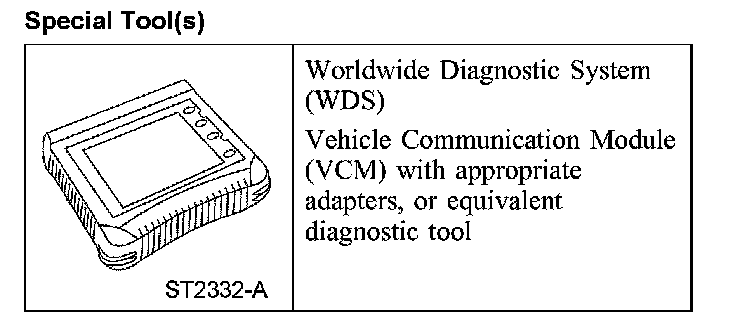 Special Tool(s)
Worldwide Diagnostic System
(WDS)
Vehicle Communication Module
(VCM) with appropriate
adapters, or equivalent
diagnostic tool
ST2332-A